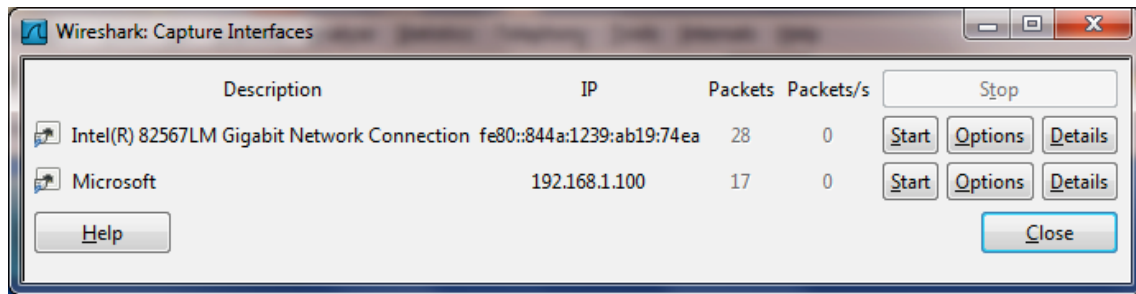 Wireshark: Capture Interfaces
Description IP Packets Packets/s Stop
Intel(R) 82567LM Gigabit Network Connection fe80::844a:1239:ab19:74ea 28 0 Start Options Details
Microsoft 192.168.1.100 17 0 Start Options Details
Help Close